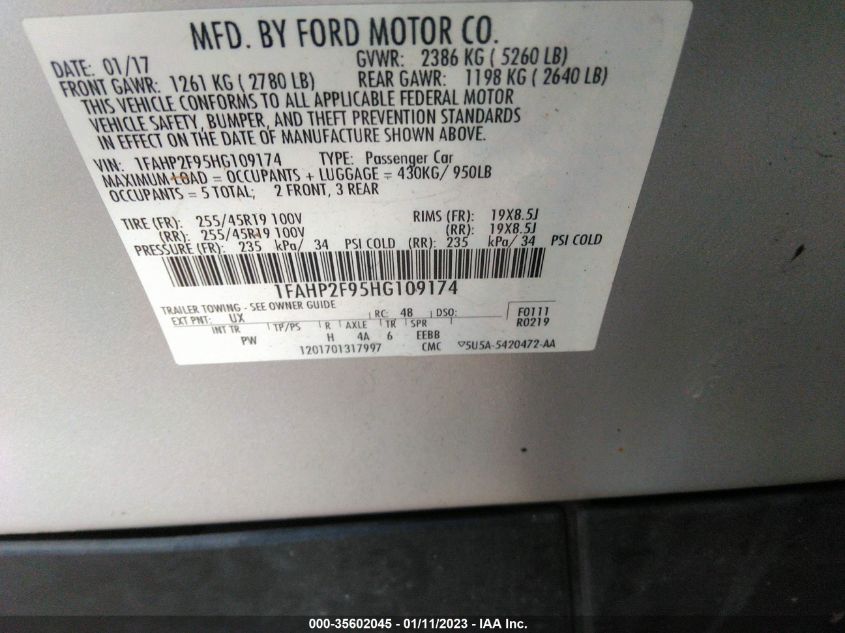 MFD. BY FORD MOTOR CO.
DATE: 01/17 GVWR: 2386 KG ( 5260 LB)
FRONT GAWR: 1261 KG ( 2780 LB) REAR GAWR: 1198 KG ( 2640 LB)
THIS VEHICLE CONFORMS TO ALL APPLICABLE FEDERAL MOTOR
VEHICLE SAFETY, BUMPER, AND THEFT PREVENTION STANDARDS
IN EFFECT ON THE DATE OF MANUFACTURE SHOWN ABOVE.
VIN: 1FAHP2F95HG109174 TYPE: Passenger Car
MAXIMUM LOAD = OCCUPANTS + LUGGAGE = 430KG/ 950LB
OCCUPANTS = 5 TOTAL; 2 FRONT, 3 REAR
TIRE (FR): 255/45R19 100V RIMS (FR): 19X8.5J
(RR): 255/45R19 100V (RR): 19X8.5J
PRESSURE (FR): 235 kPa/ 34 PSI COLD (RR): 235 kPa/ 34 PSI COLD
1FAHP2F95HG109174
TRAILER TOWING - SEE OWNER GUIDE
EXT PNT: UX RC: 48 DSO: F0111
R0219
INT TR TP/PS R AXLE TR SPR
PW H 4A 6 EEBB
1201701317997 CMC 5U5A-5420472-AA
000-35602045 — 01/11/2023 — IAA Inc.